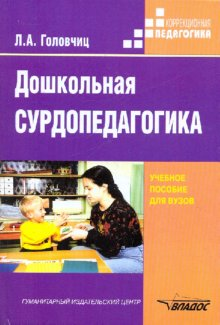 КОРРЕКЦИОННАЯ
ПЕДАГОГИКА
Л.А. Головчиц
Дошкольная
СУРДОПЕДАГОГИКА
УЧЕБНОЕ
ПОСОБИЕ
ДЛЯ ВУЗОВ
ГУМАНИТАРНЫЙ ИЗДАТЕЛЬСКИЙ ЦЕНТР
ВЛАДОС